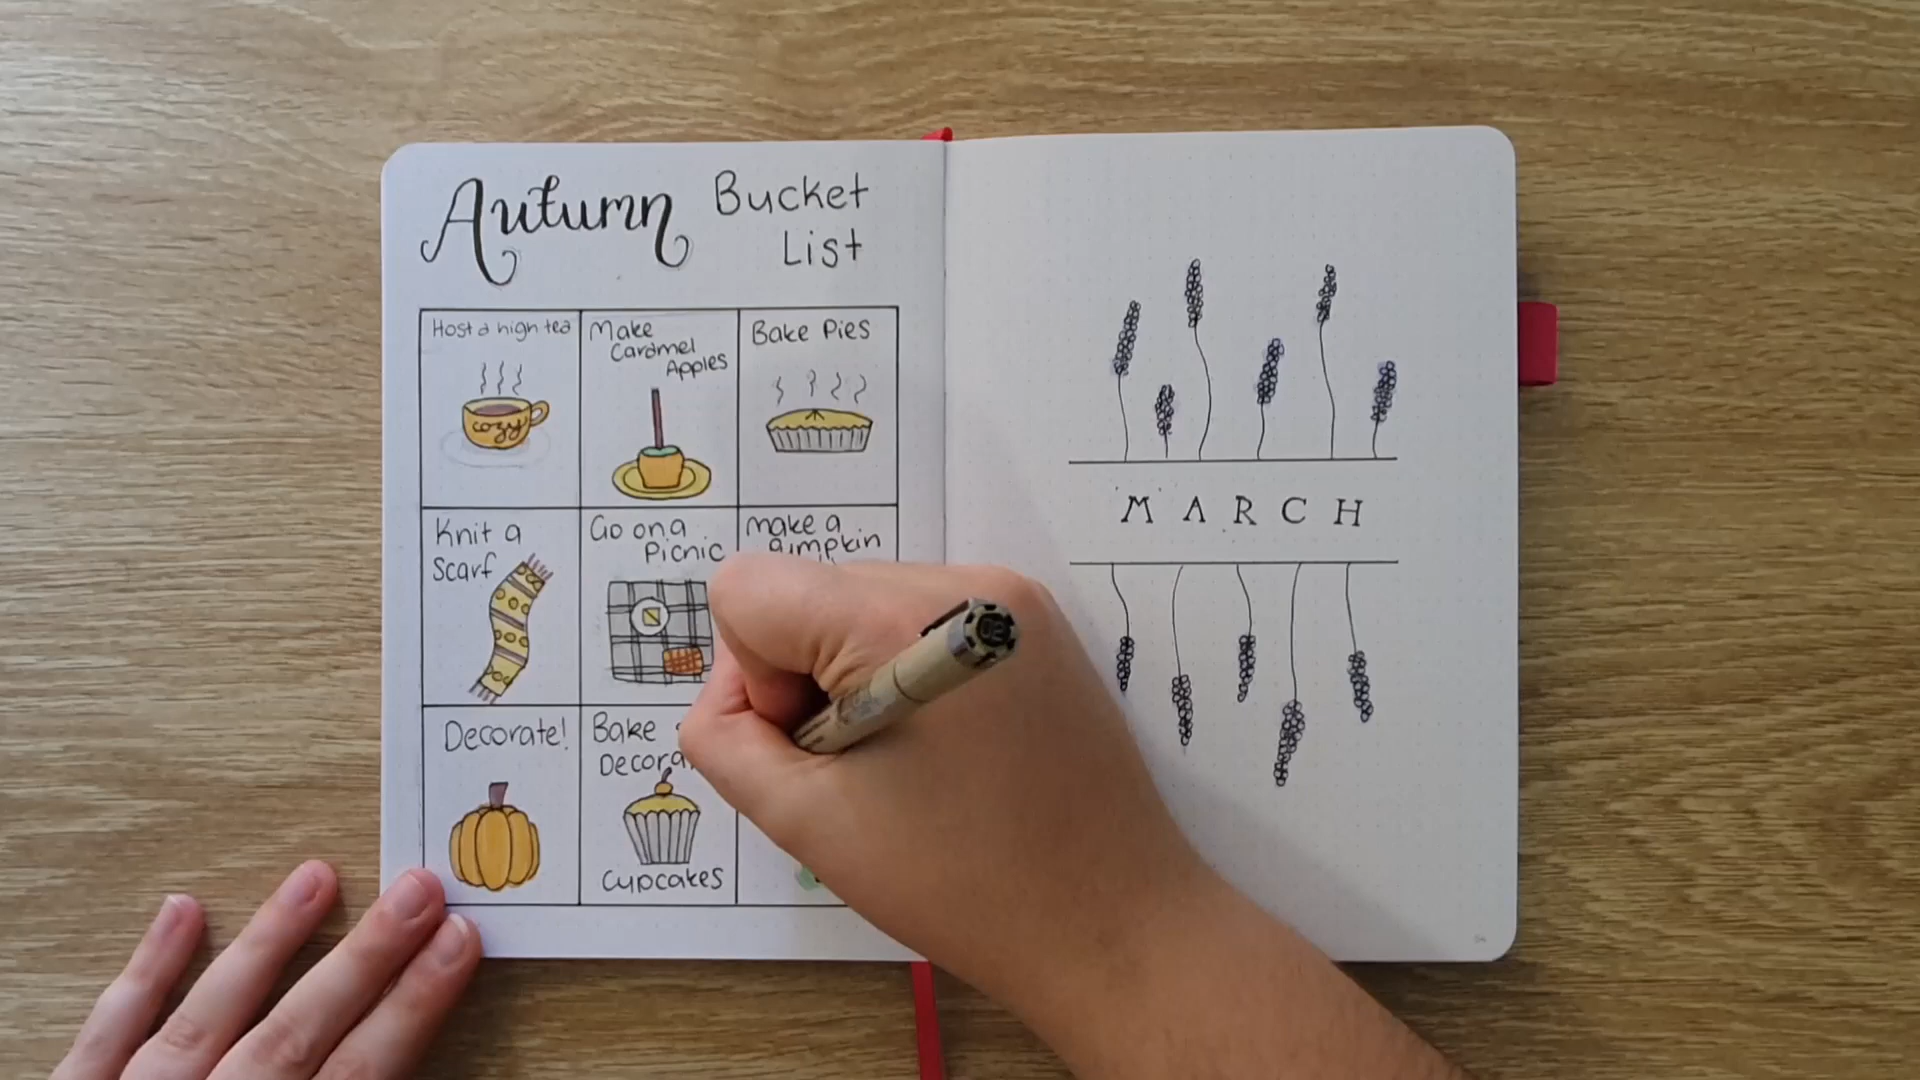 Autumn Bucket
List
Host a high tea
Make
Caramel
Apples
Bake Pies
cozy
Knit a
Scarf
Go on a
Picnic
make a
Decorate!
Bake
Cupcakes
M A R C H
02